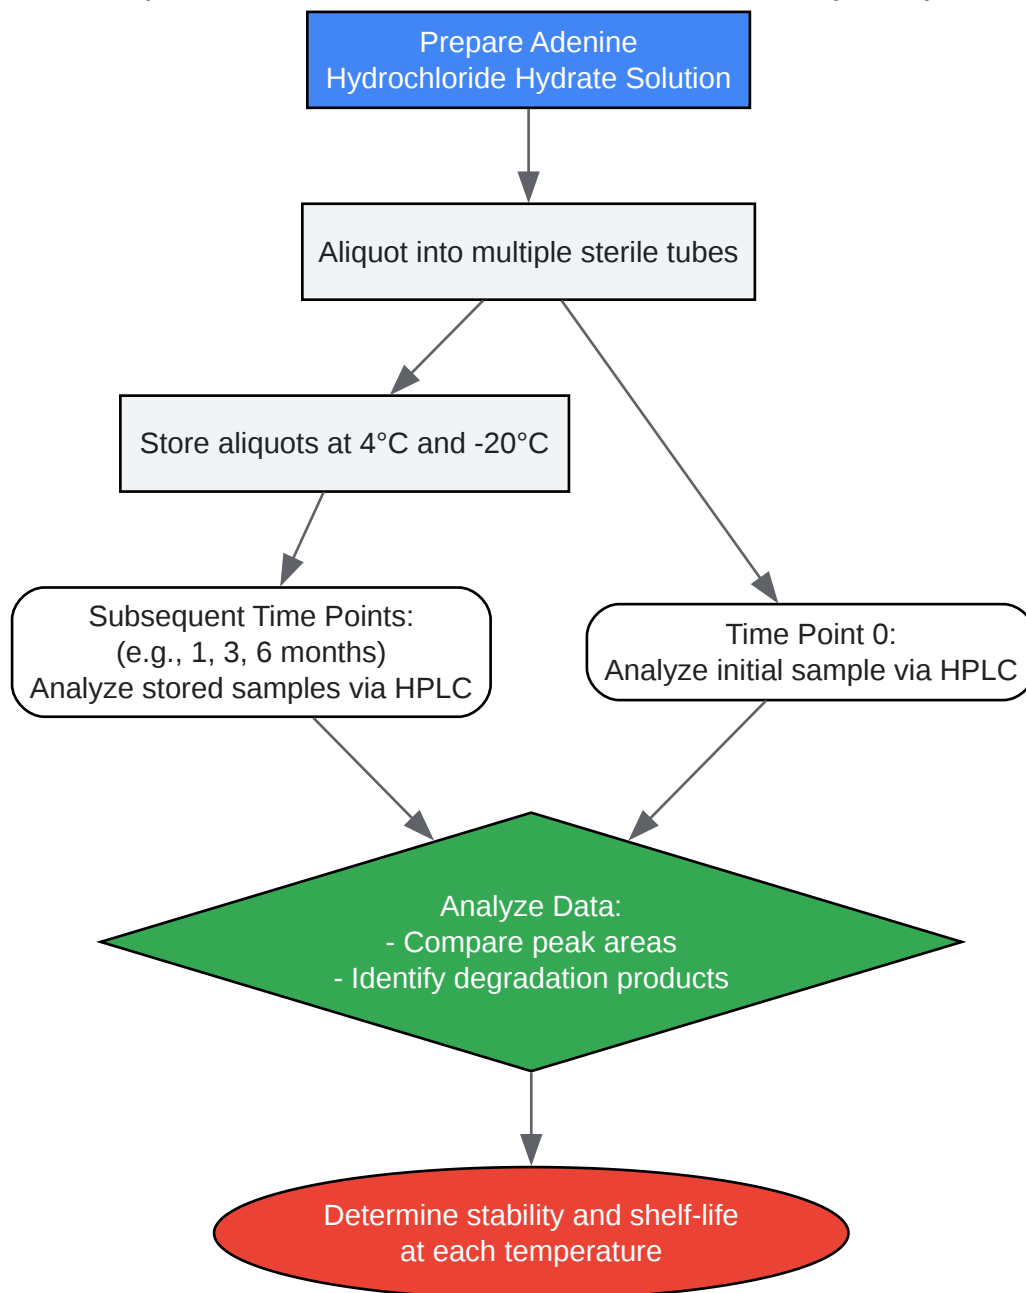 Prepare Adenine
Hydrochloride Hydrate Solution
Aliquot into multiple sterile tubes
Store aliquots at 4°C and -20°C
Subsequent Time Points:
(e.g., 1, 3, 6 months)
Analyze stored samples via HPLC
Time Point 0:
Analyze initial sample via HPLC
Analyze Data:
- Compare peak areas
- Identify degradation products
Determine stability and shelf-life
at each temperature